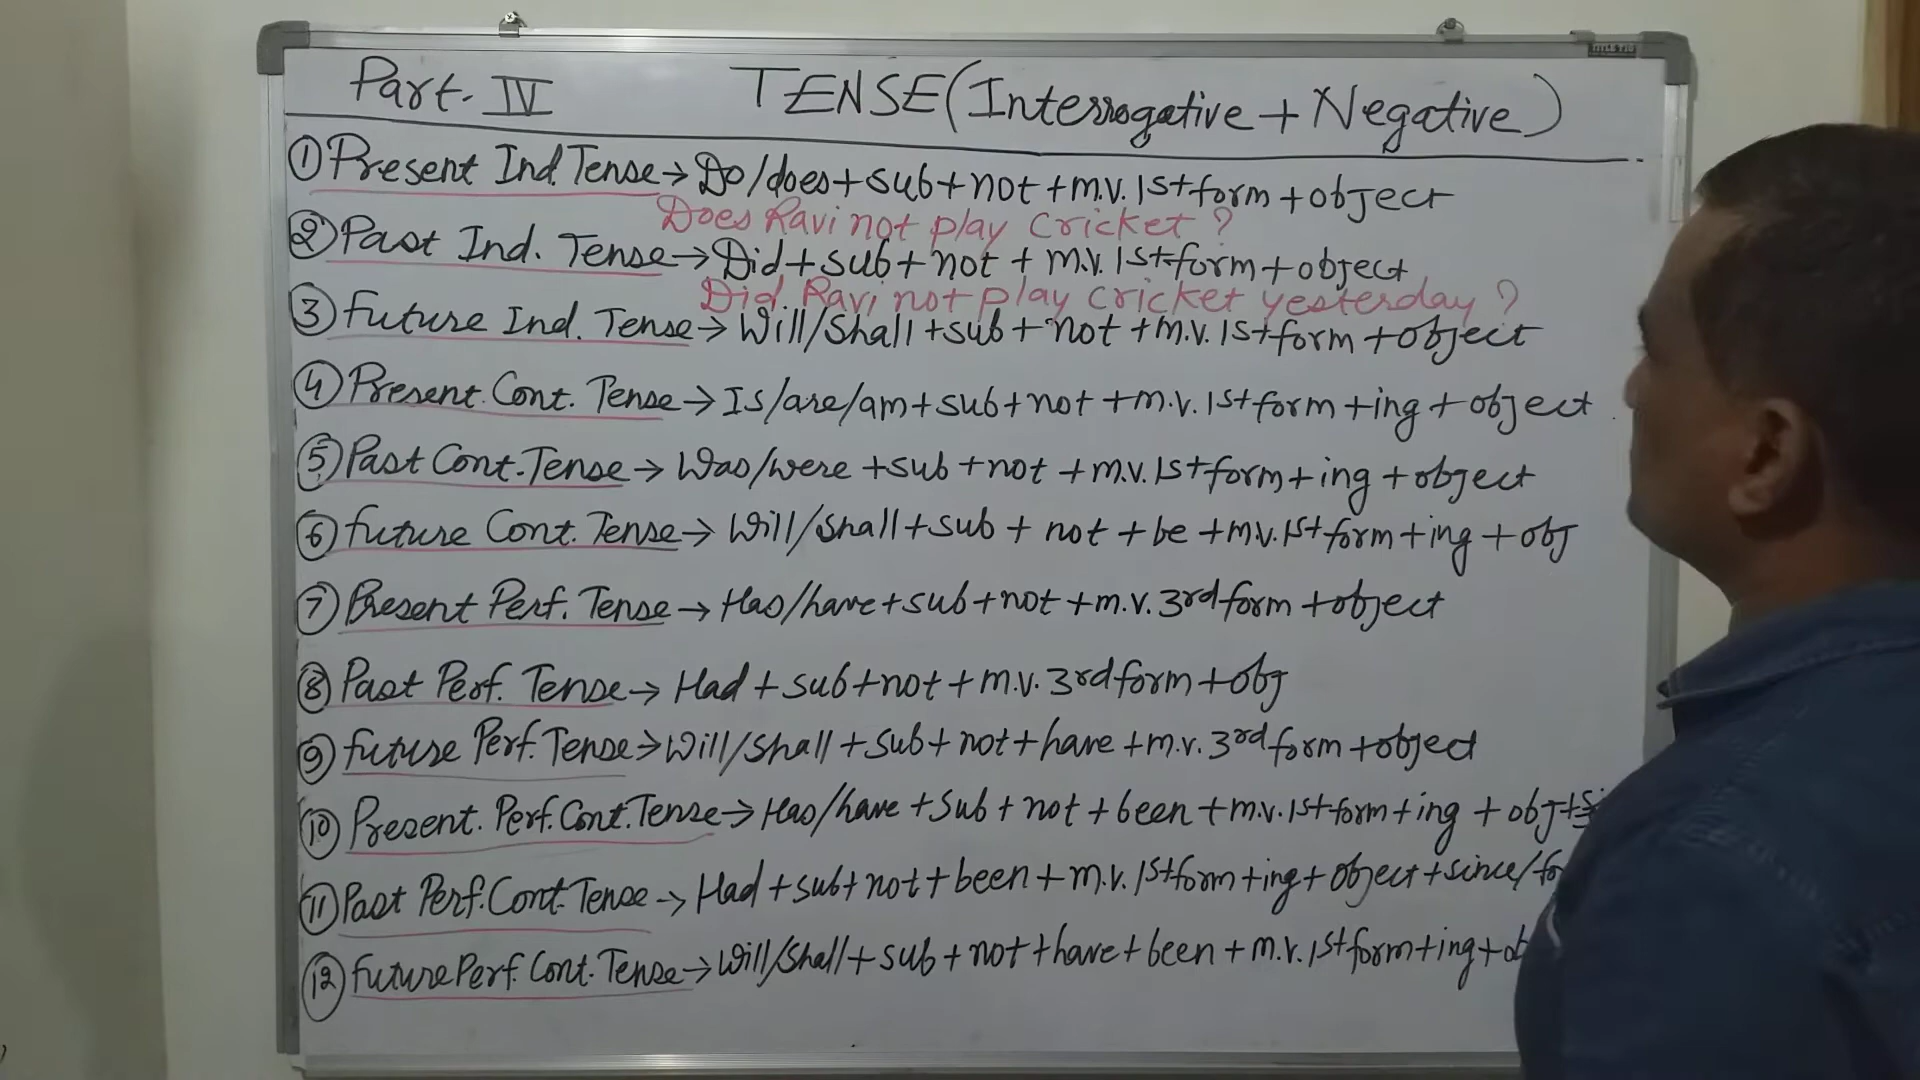 Part. IV TENSE (Interrogative + Negative)
① Present Ind. Tense → Do/does + sub + not + m.v. 1st form + object
Does Ravi not play cricket ?
② Past Ind. Tense → Did + sub + not + m.v. 1st form + object
Did Ravi not play cricket yesterday ?
③ Future Ind. Tense → Will/Shall + sub + not + m.v. 1st form + object
④ Present Cont. Tense → Is/are/am + sub + not + m.v. 1st form + ing + object
⑤ Past Cont. Tense → Was/were + sub + not + m.v. 1st form + ing + object
⑥ Future Cont. Tense → Will/Shall + sub + not + be + m.v. 1st form + ing + obj
⑦ Present Perf. Tense → Has/have + sub + not + m.v. 3rd form + object
⑧ Past Perf. Tense → Had + sub + not + m.v. 3rd form + obj
⑨ Future Perf. Tense → Will/Shall + sub + not + have + m.v. 3rd form + object
⑩ Present. Perf. Cont. Tense → Has/have + Sub + not + been + m.v. 1st form + ing + obj +
⑪ Past Perf. Cont. Tense → Had + sub + not + been + m.v. 1st form + ing + object + since/fo
⑫ Future Perf. Cont. Tense → Will/Shall + sub + not + have + been + m.v. 1st form + ing + ob